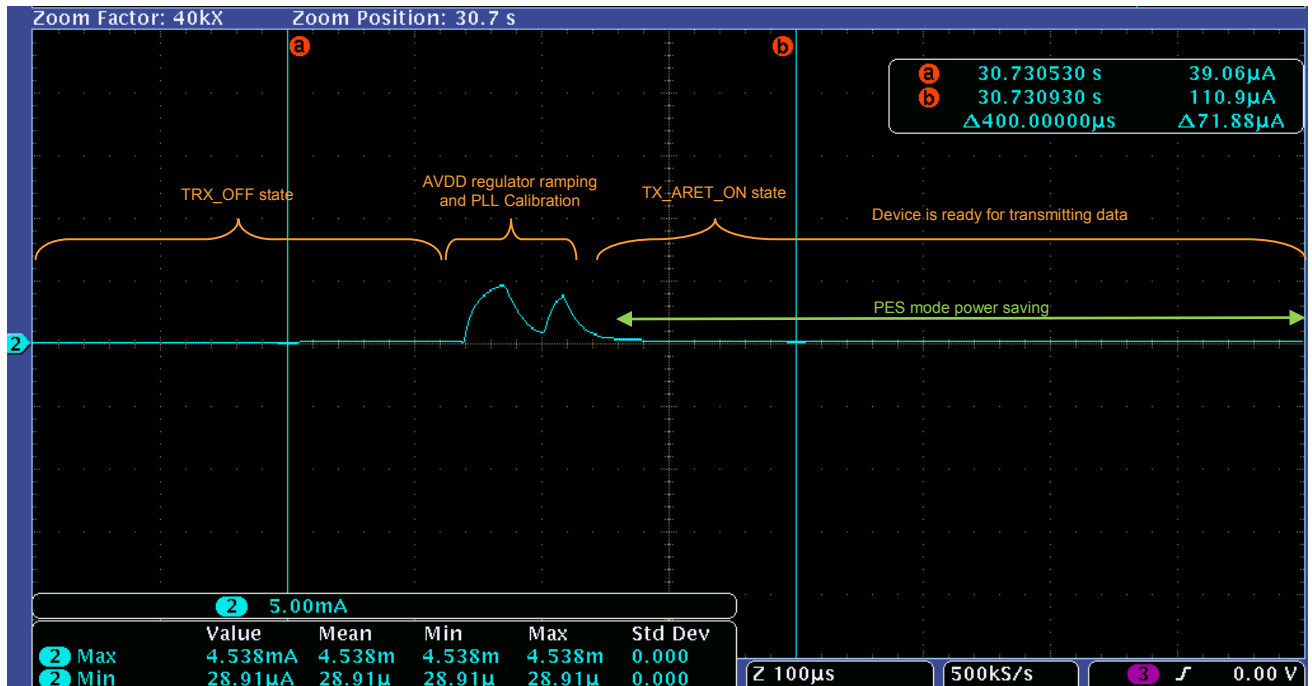 Zoom Factor: 40kX Zoom Position: 30.7 s
a b
a 30.730530 s 39.06µA
b 30.730930 s 110.9µA
Δ400.00000µs Δ71.88µA
TRX_OFF state
AVDD regulator ramping
and PLL Calibration
TX_ARET_ON state
Device is ready for transmitting data
PES mode power saving
2
2 5.00mA
Value Mean Min Max Std Dev
2 Max 4.538mA 4.538m 4.538m 4.538m 0.000
2 Min 28.91µA 28.91µ 28.91µ 28.91µ 0.000
Z 100µs 500kS/s 3 0.00 V